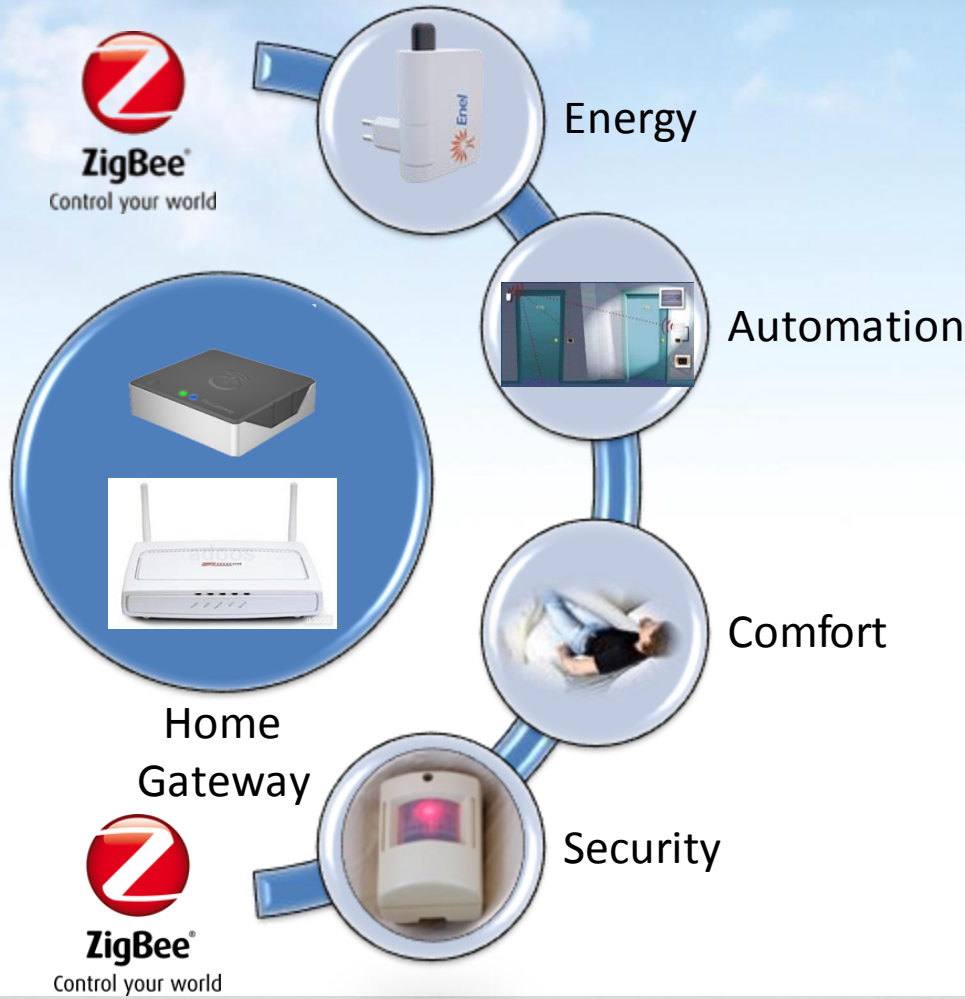 ZigBee®
Control your world
Enel
Energy
Automation
Comfort
Home
Gateway
Security
ZigBee®
Control your world